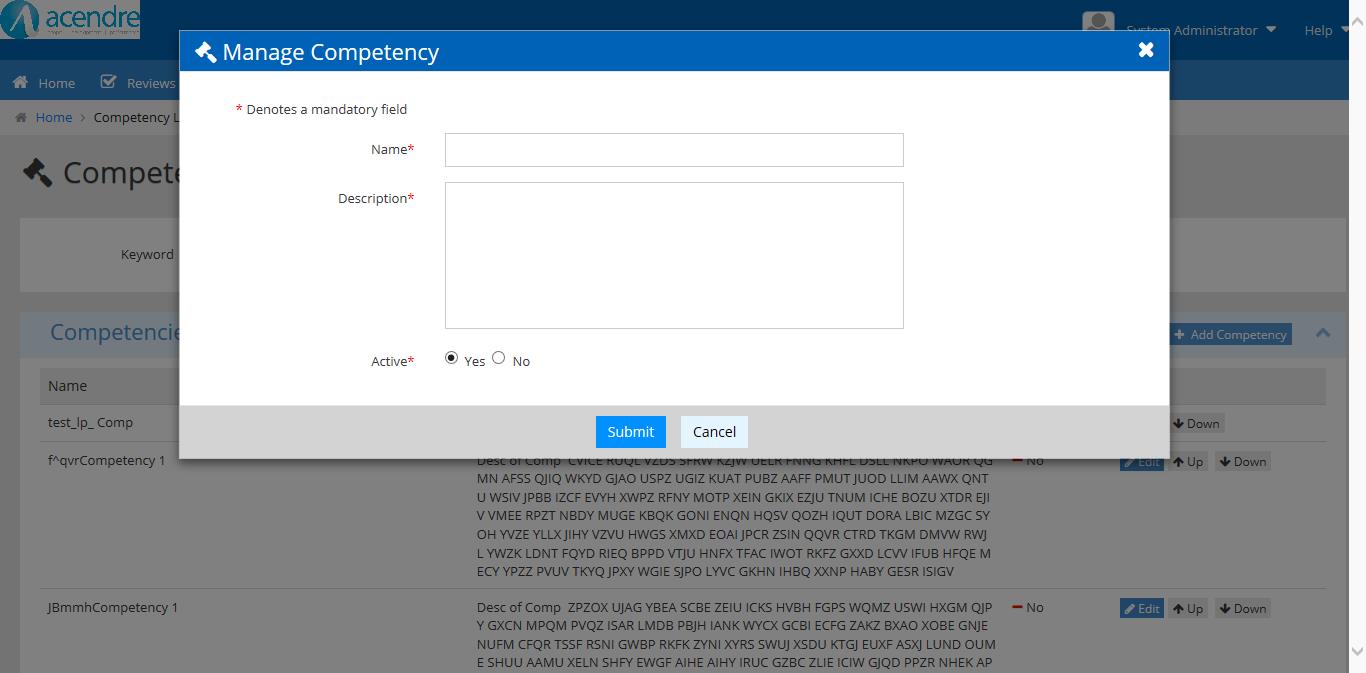 acendre
System Administrator
Help
Manage Competency
Home
Reviews
* Denotes a mandatory field
Home > Competency L
Name*
Compete
Description*
Keyword
Competencie
+ Add Competency
Active*
Yes
No
Name
test_lp_ Comp
Down
Submit
Cancel
f^qvrCompetency 1
Desc of Comp CVICE RUQL VZDS SFRW KZJW UELR FNNG KHFL DSLL NKPO WAOR QG
MN AFSS QJIQ WKYD GJAO USPZ UGIZ KUAT PUBZ AAFF PMUT JUOD LLIM AAWX QNT
U WSIV JPBB IZCF EVYH XWPZ RFNY MOTP XEIN GKIX EZJU TNUM ICHE BOZU XTDR EJI
V VMEE RPZT NBDY MUGE KBQK GONI ENQN HQSV QOZH IQUT DORA LBIC MZGC SY
OH YVZE YLLX JIHY VZVU HWGS XMXD EOAI JPCR ZSIN QQVR CTRD TKGM DMVW RWJ
L YWZK LDNT FQYD RIEQ BPPD VTJU HNFX TFAC IWOT RKFZ GXXD LCVV IFUB HFQE M
ECY YPZZ PVUV TKYQ JPXY WGIE SJPO LYVC GKHN IHBQ XXNP HABY GESR ISIGV
No
Edit
Up
Down
JBmmhCompetency 1
Desc of Comp ZPZOX UJAG YBEA SCBE ZEIU ICKS HVBH FGPS WQMZ USWI HXGM QJP
Y GXCN MPQM PVQZ ISAR LMDB PBJH IANK WYCX GCBI ECFG ZAKZ BXAO XOBE GNJE
NUFM CFQR TSSF RSNI GWBP RKFK ZYNI XYRS SWUJ XSDU KTGJ EUXF ASXJ LUND OUM
E SHUU AAMU XELN SHFY EWGF AIHE AIHY IRUC GZBC ZLIE ICIW GJQD PPZR NHEK AP
No
Edit
Up
Down